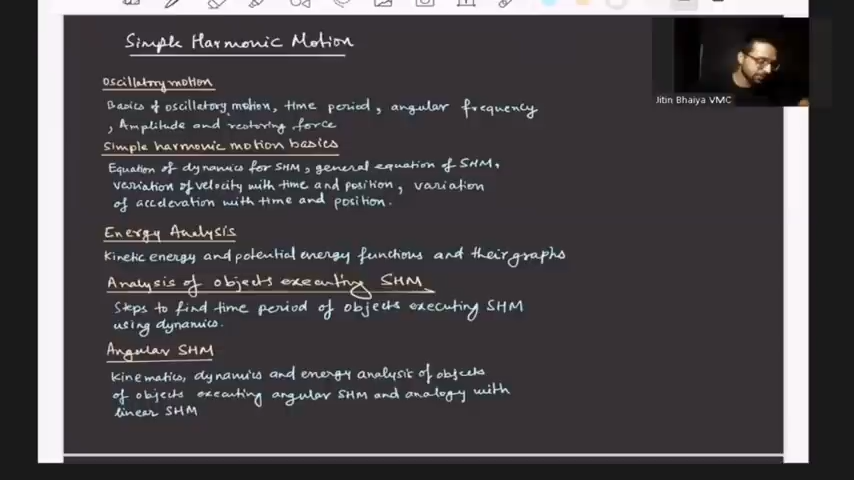 Simple Harmonic Motion
Jitin Bhaiya VMC
Oscillatory motion
Basics of oscillatory motion, time period, angular frequency
, Amplitude and restoring force
Simple harmonic motion basics
Equation of dynamics for SHM, general equation of SHM,
variation of velocity with time and position, variation
of acceleration with time and position.
Energy Analysis
Kinetic energy and potential energy functions and their graphs
Analysis of objects executing SHM
Steps to find time period of objects executing SHM
using dynamics.
Angular SHM
Kinematics, dynamics and energy analysis of objects
of objects executing angular SHM and analogy with
linear SHM